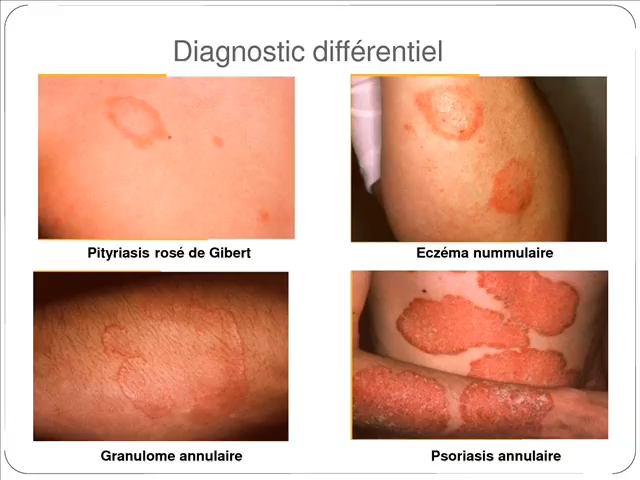 Diagnostic différentiel
Pityriasis rosé de Gibert
Eczéma nummulaire
Granulome annulaire
Psoriasis annulaire